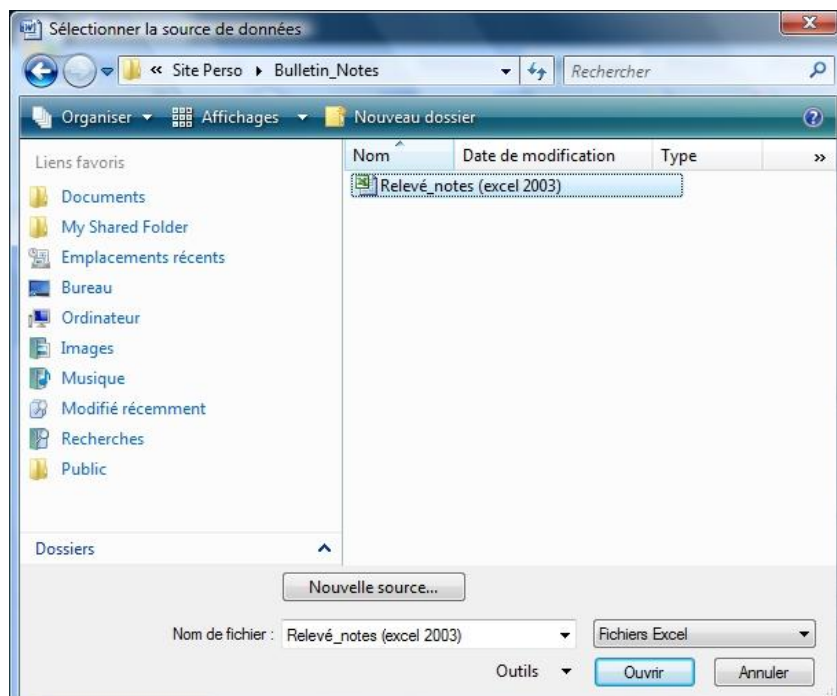 Sélectionner la source de données
« Site Perso Bulletin_Notes Rechercher
Organiser Affichages Nouveau dossier
Liens favoris
Documents
My Shared Folder
Emplacements récents
Bureau
Ordinateur
Images
Musique
Modifié récemment
Recherches
Public
Dossiers
Nom Date de modification Type »
Relevé_notes (excel 2003)
Nouvelle source...
Nom de fichier : Relevé_notes (excel 2003) Fichiers Excel
Outils Ouvrir Annuler